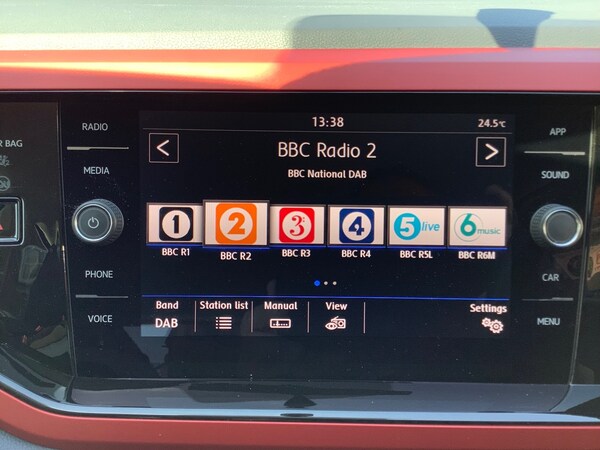 RADIO
MEDIA
PHONE
VOICE
R BAG
13:38
24.5°C
BBC Radio 2
BBC National DAB
1
2
3
4
5 live
6 music
BBC R1
BBC R2
BBC R3
BBC R4
BBC R5L
BBC R6M
Band
Station list
Manual
View
Settings
DAB
APP
SOUND
CAR
MENU